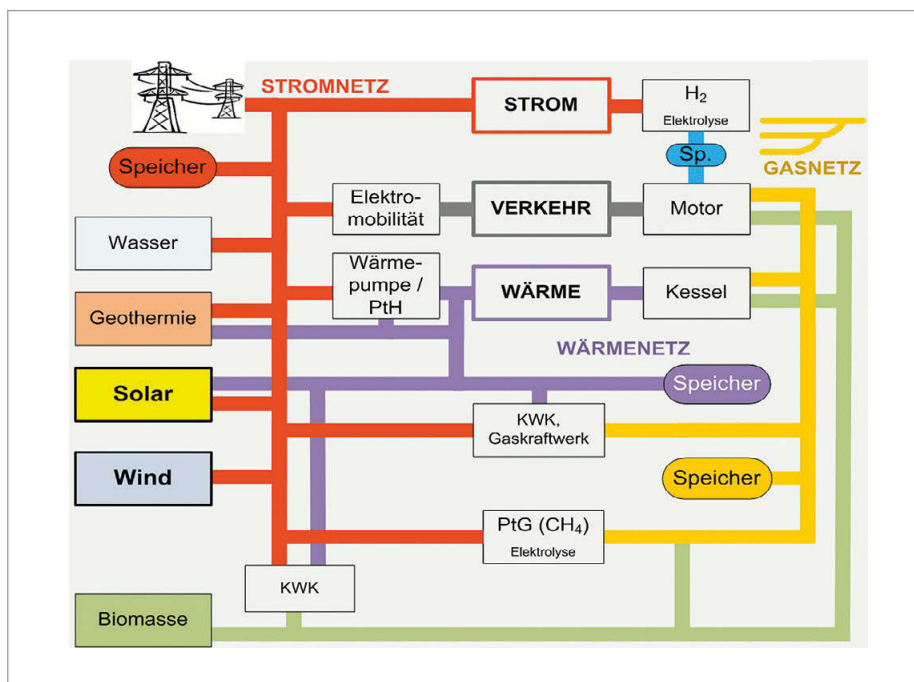 STROMNETZ
STROM
H₂
Elektrolyse
Speicher
Sp.
GASNETZ
Elektro-
mobilität
VERKEHR
Motor
Wasser
Wärme-
pumpe /
PtH
WÄRME
Kessel
Geothermie
WÄRMENETZ
Solar
Speicher
KWK,
Gaskraftwerk
Wind
Speicher
PtG (CH₄)
Elektrolyse
KWK
Biomasse